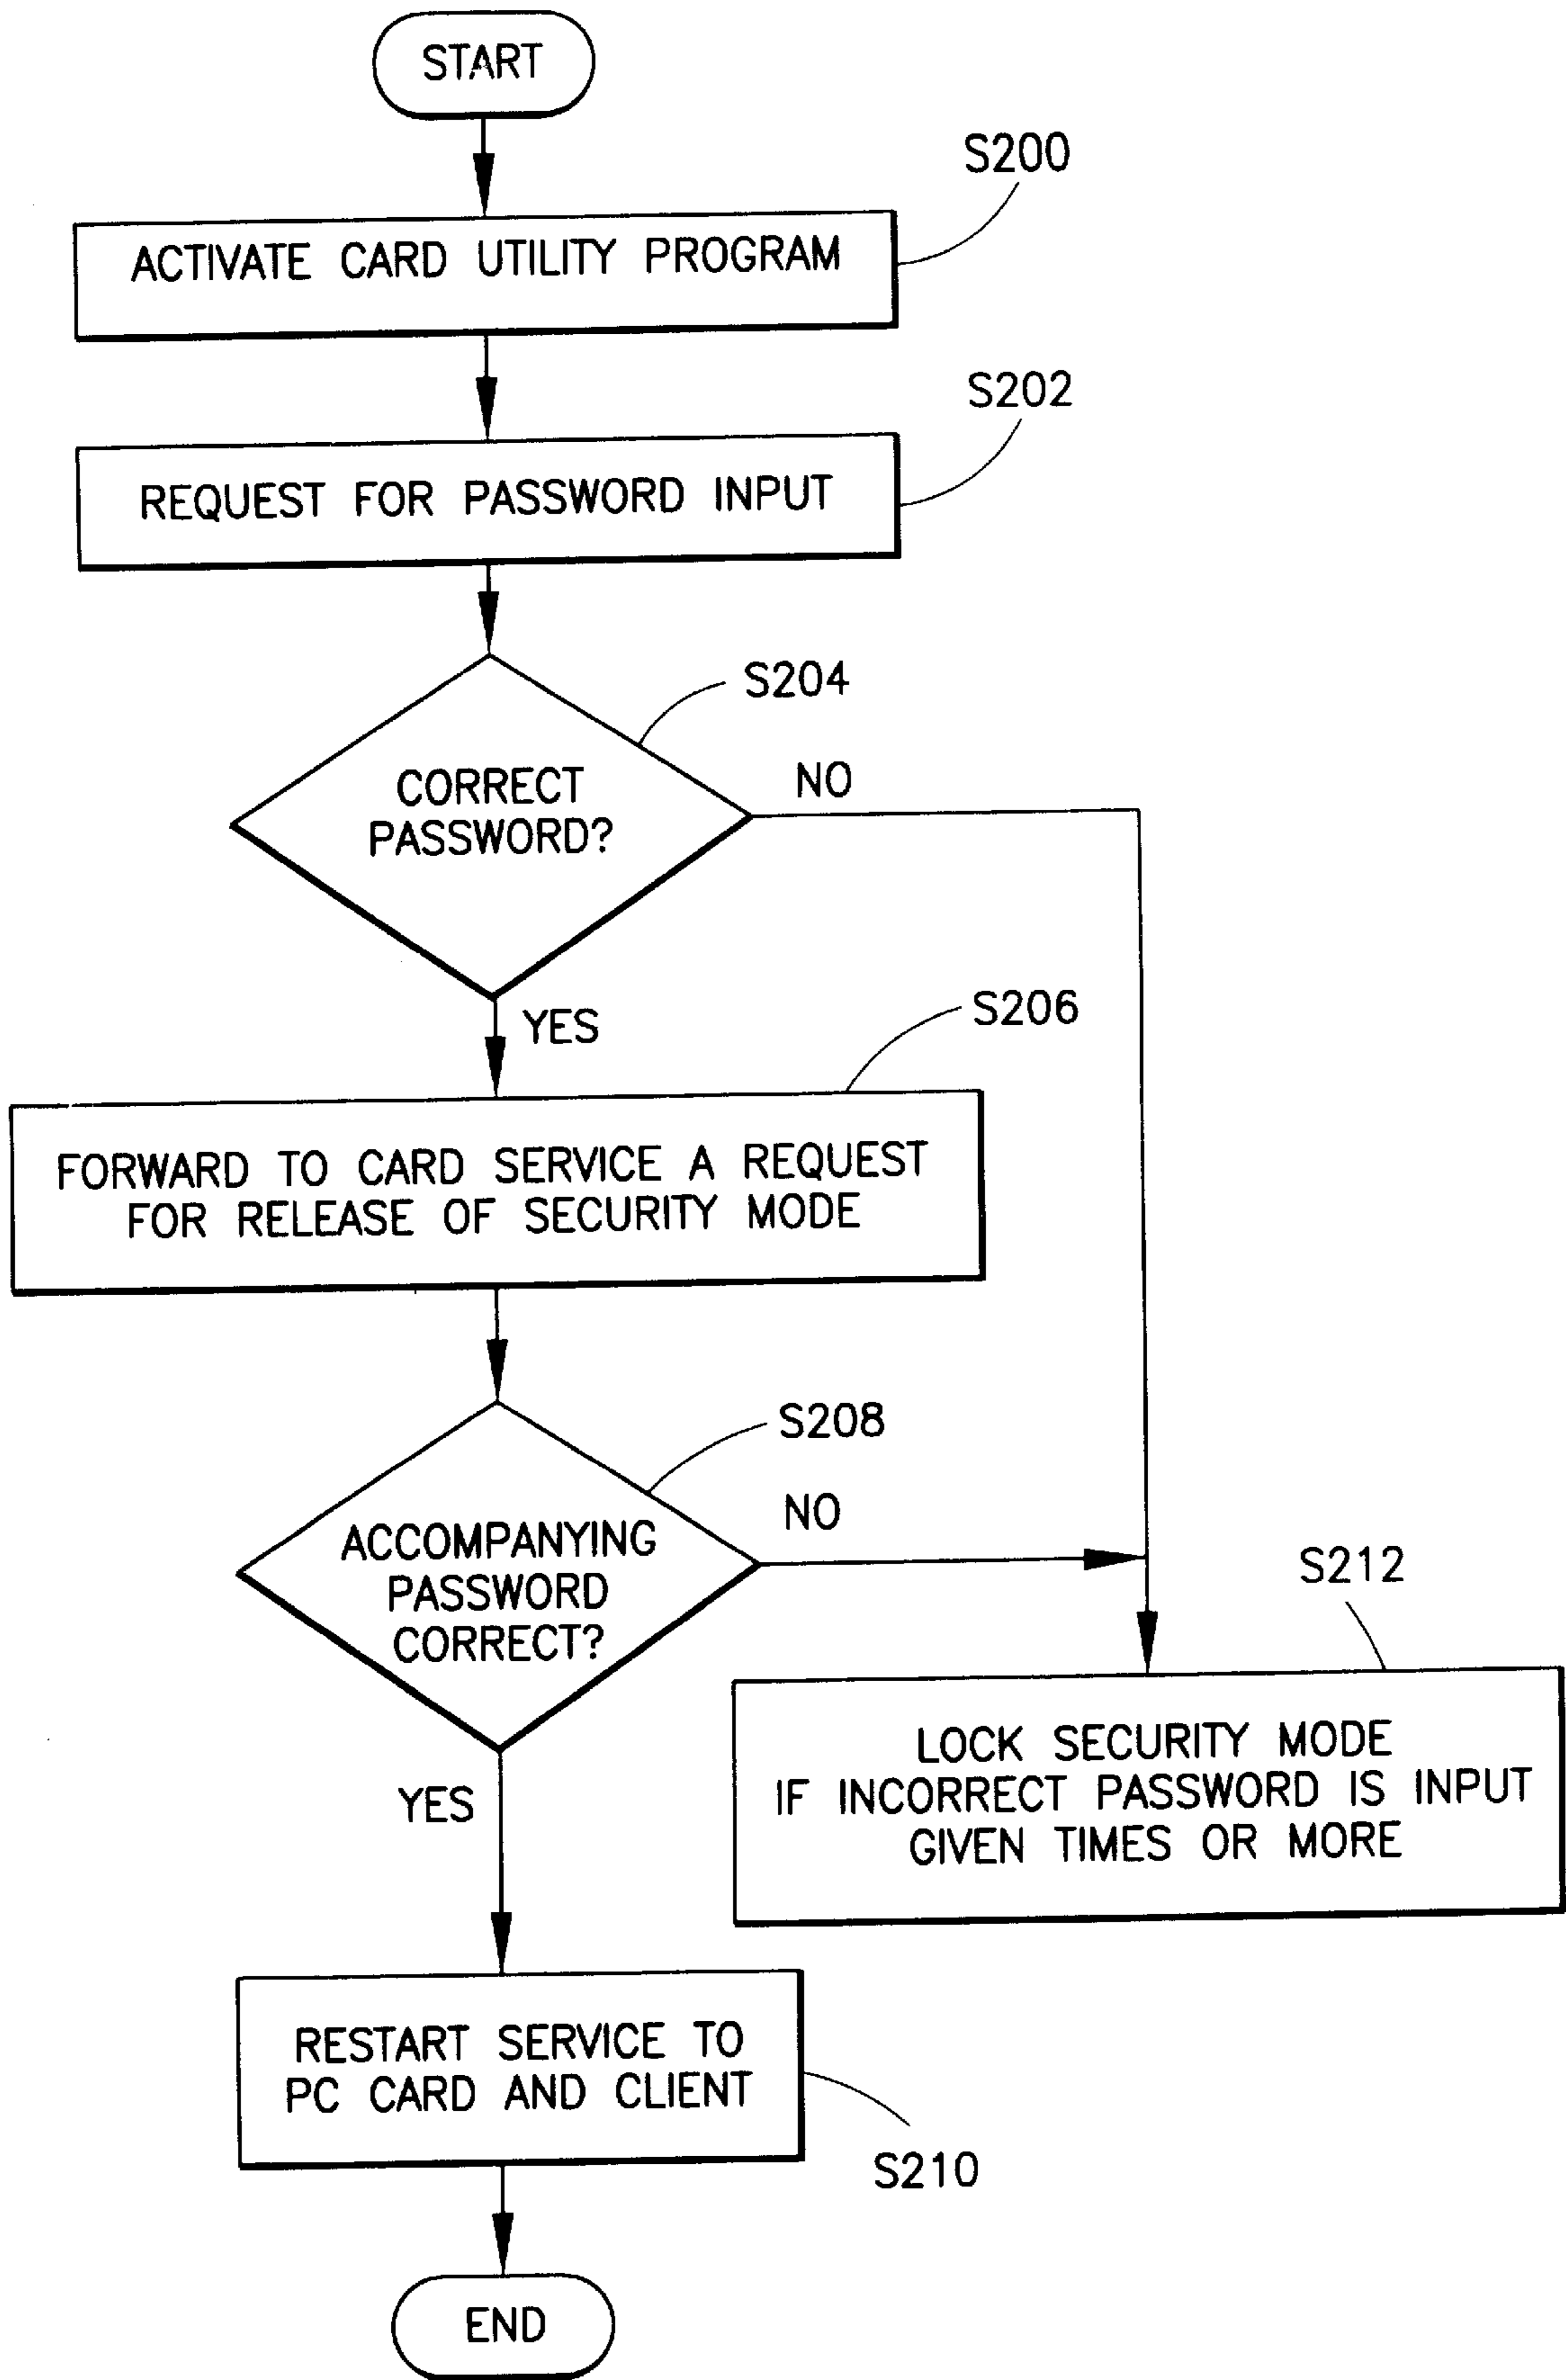 START
S200
ACTIVATE CARD UTILITY PROGRAM
S202
REQUEST FOR PASSWORD INPUT
S204
CORRECT
PASSWORD?
NO
YES
S206
FORWARD TO CARD SERVICE A REQUEST
FOR RELEASE OF SECURITY MODE
S208
ACCOMPANYING
PASSWORD
CORRECT?
NO
YES
S212
LOCK SECURITY MODE
IF INCORRECT PASSWORD IS INPUT
GIVEN TIMES OR MORE
RESTART SERVICE TO
PC CARD AND CLIENT
S210
END